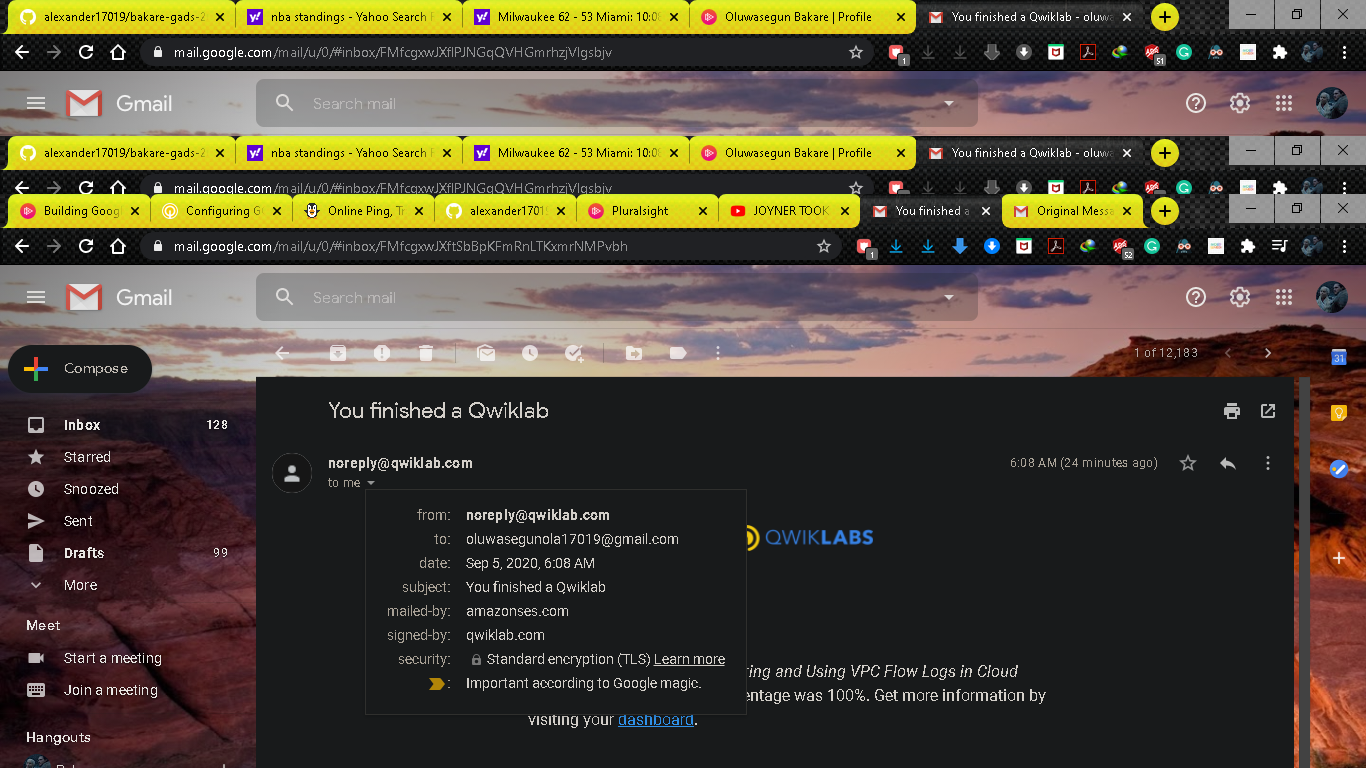 alexander17019/bakare-gads-2 nba standings - Yahoo Search Milwaukee 62 - 53 Miami: 10:0 Oluwasegun Bakare | Profile You finished a Qwiklab - oluwa
mail.google.com/mail/u/0/#inbox/FMfcgxwJXflPJNGqQVHGmrhzjVlgsbjv 1 51
Gmail Search mail
alexander17019/bakare-gads-2 nba standings - Yahoo Search Milwaukee 62 - 53 Miami: 10:0 Oluwasegun Bakare | Profile You finished a Qwiklab - oluwa
mail.google.com/mail/u/0/#inbox/FMfcgxwJXflPJNGqQVHGmrhzjVlgsbjv
Building Goog Configuring G Online Ping, Tr alexander1701 Pluralsight JOYNER TOOK You finished a Original Messa
mail.google.com/mail/u/0/#inbox/FMfcgxwJXftSbBpKFmRnLTKxmrNMPvbh 1 52
Gmail Search mail
1 of 12,183
31
Compose
You finished a Qwiklab
Inbox 128
Starred
Snoozed
Sent
Drafts 99
More
Meet
Start a meeting
Join a meeting
Hangouts
noreply@qwiklab.com 6:08 AM (24 minutes ago)
to me
from: noreply@qwiklab.com
to: oluwasegunola17019@gmail.com
date: Sep 5, 2020, 6:08 AM
subject: You finished a Qwiklab
mailed-by: amazonses.com
signed-by: qwiklab.com
security: Standard encryption (TLS) Learn more
: Important according to Google magic.
QWIKLABS
ring and Using VPC Flow Logs in Cloud
entage was 100%. Get more information by
visiting your dashboard.